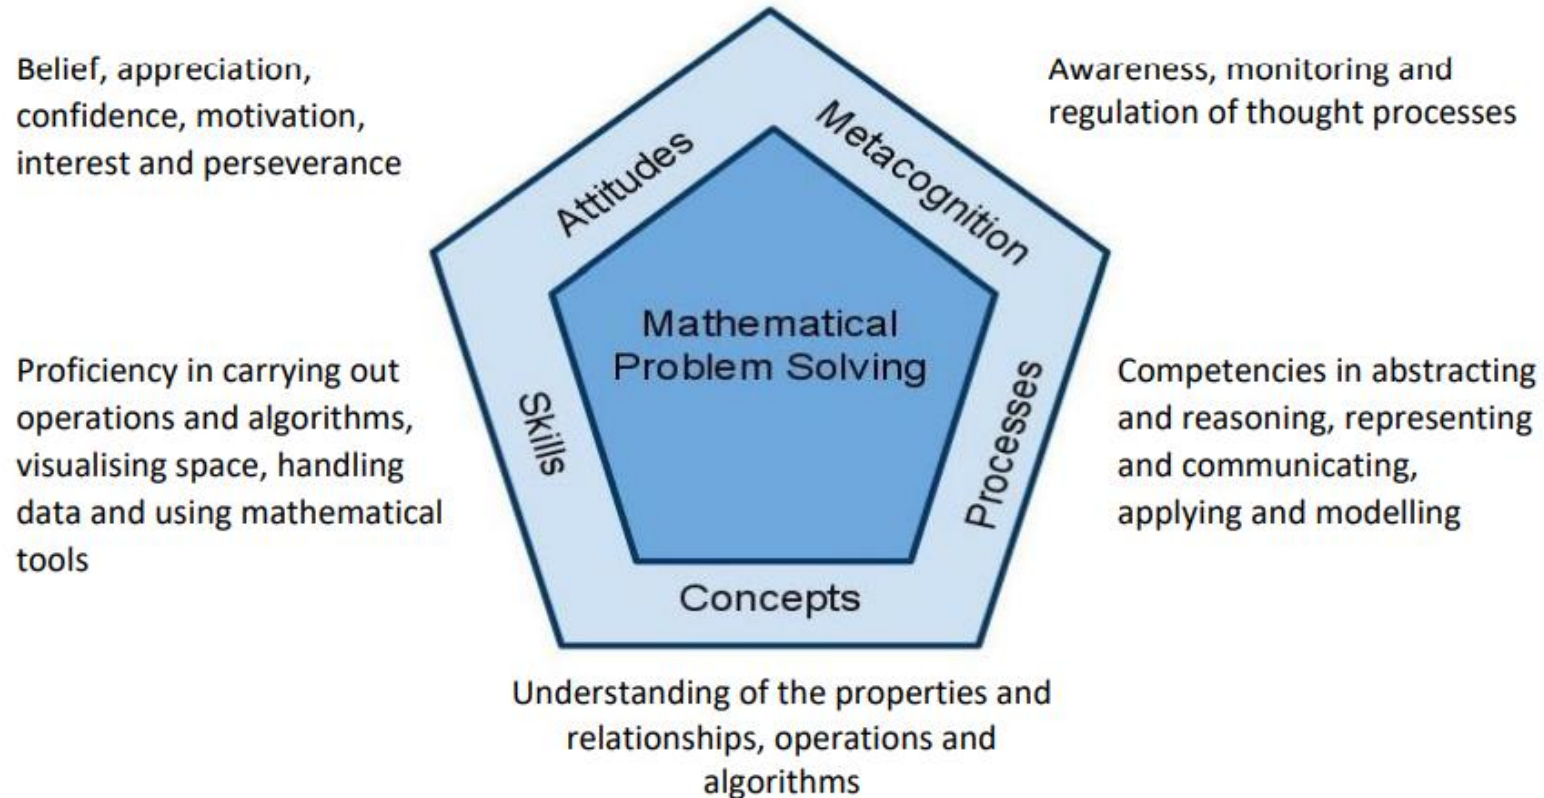 Belief, appreciation,
confidence, motivation,
interest and perseverance
Attitudes
Metacognition
Awareness, monitoring and
regulation of thought processes
Mathematical
Problem Solving
Proficiency in carrying out
operations and algorithms,
visualising space, handling
data and using mathematical
tools
Skills
Processes
Competencies in abstracting
and reasoning, representing
and communicating,
applying and modelling
Concepts
Understanding of the properties and
relationships, operations and
algorithms